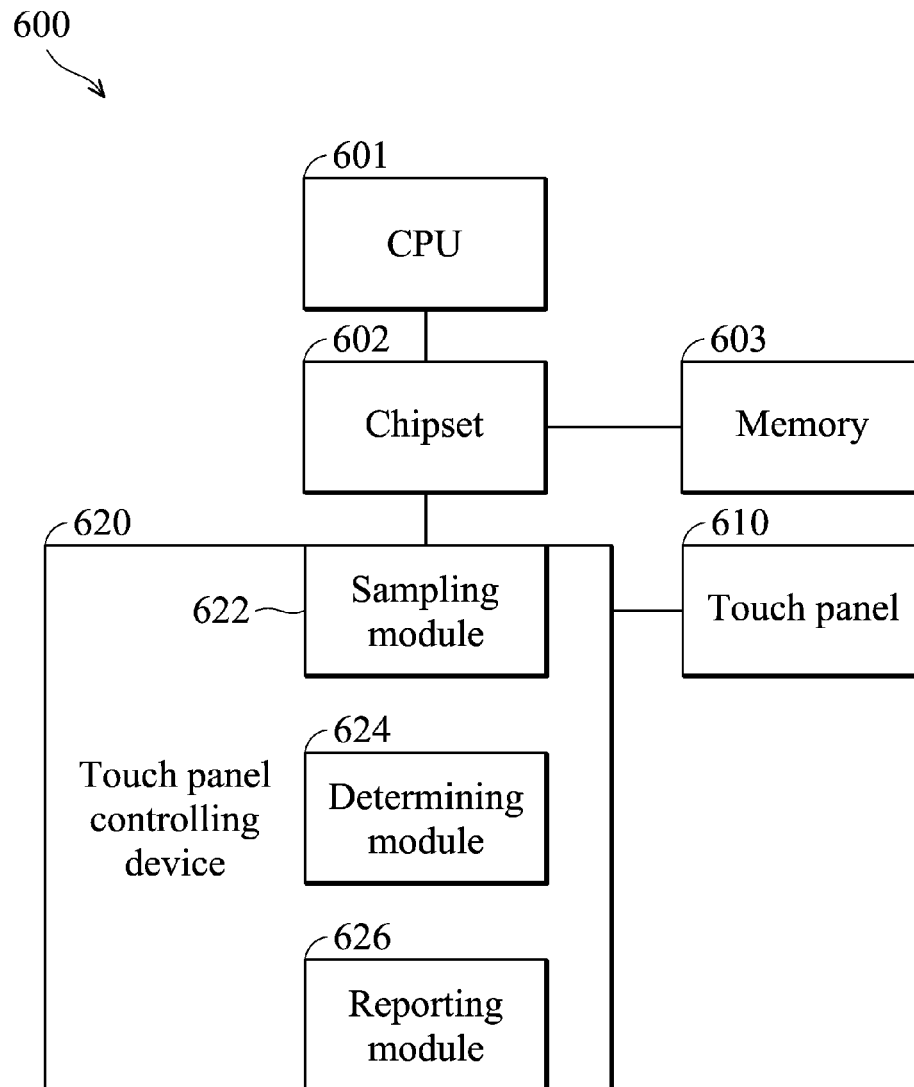 600
601
CPU
602
Chipset
603
Memory
620
610
Touch panel
622
Sampling
module
624
Determining
module
Touch panel
controlling
device
626
Reporting
module